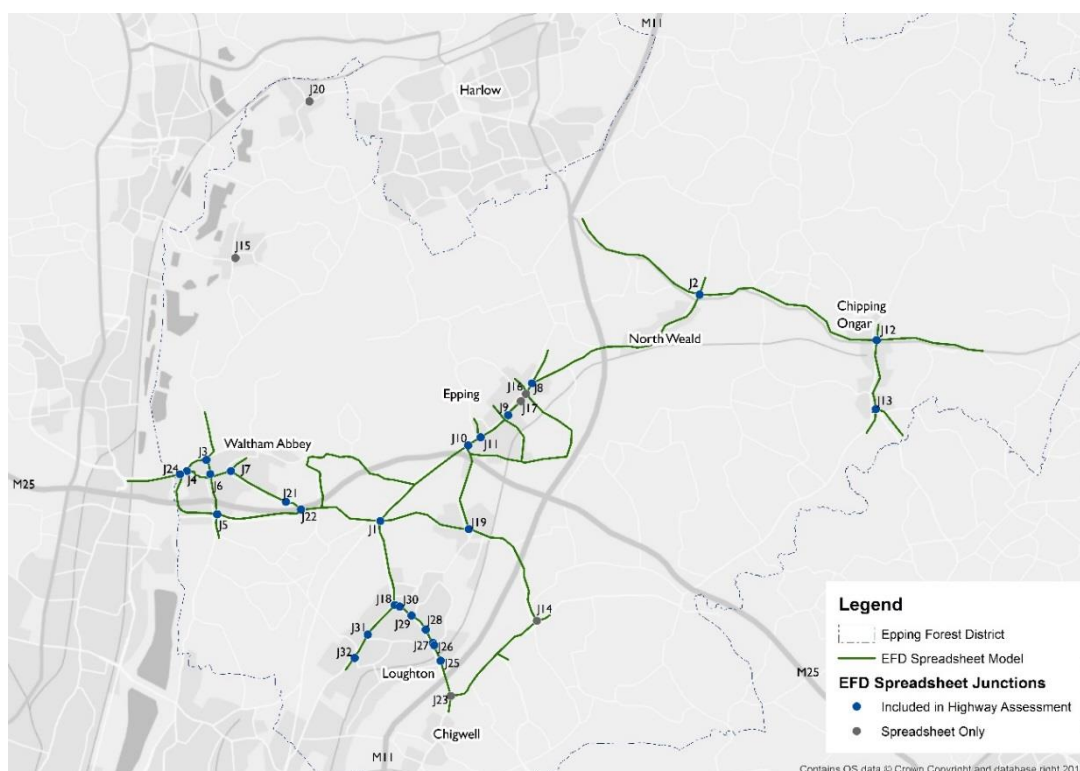 M11
Harlow
J20
J15
J2
Chipping
Ongar
J12
North Weald
J16
J8
J17
Epping
J9
J13
J10
J11
Waltham Abbey
J3
J24
J4
J6
J7
M25
J21
J22
J5
J1
J19
J18
J30
J29
J28
J14
J31
J27
J26
J32
J25
Loughton
J23
Chigwell
M11
M25
Legend
Epping Forest District
EFD Spreadsheet Model
EFD Spreadsheet Junctions
Included in Highway Assessment
Spreadsheet Only
Contains OS data © Crown Copyright and database right 201